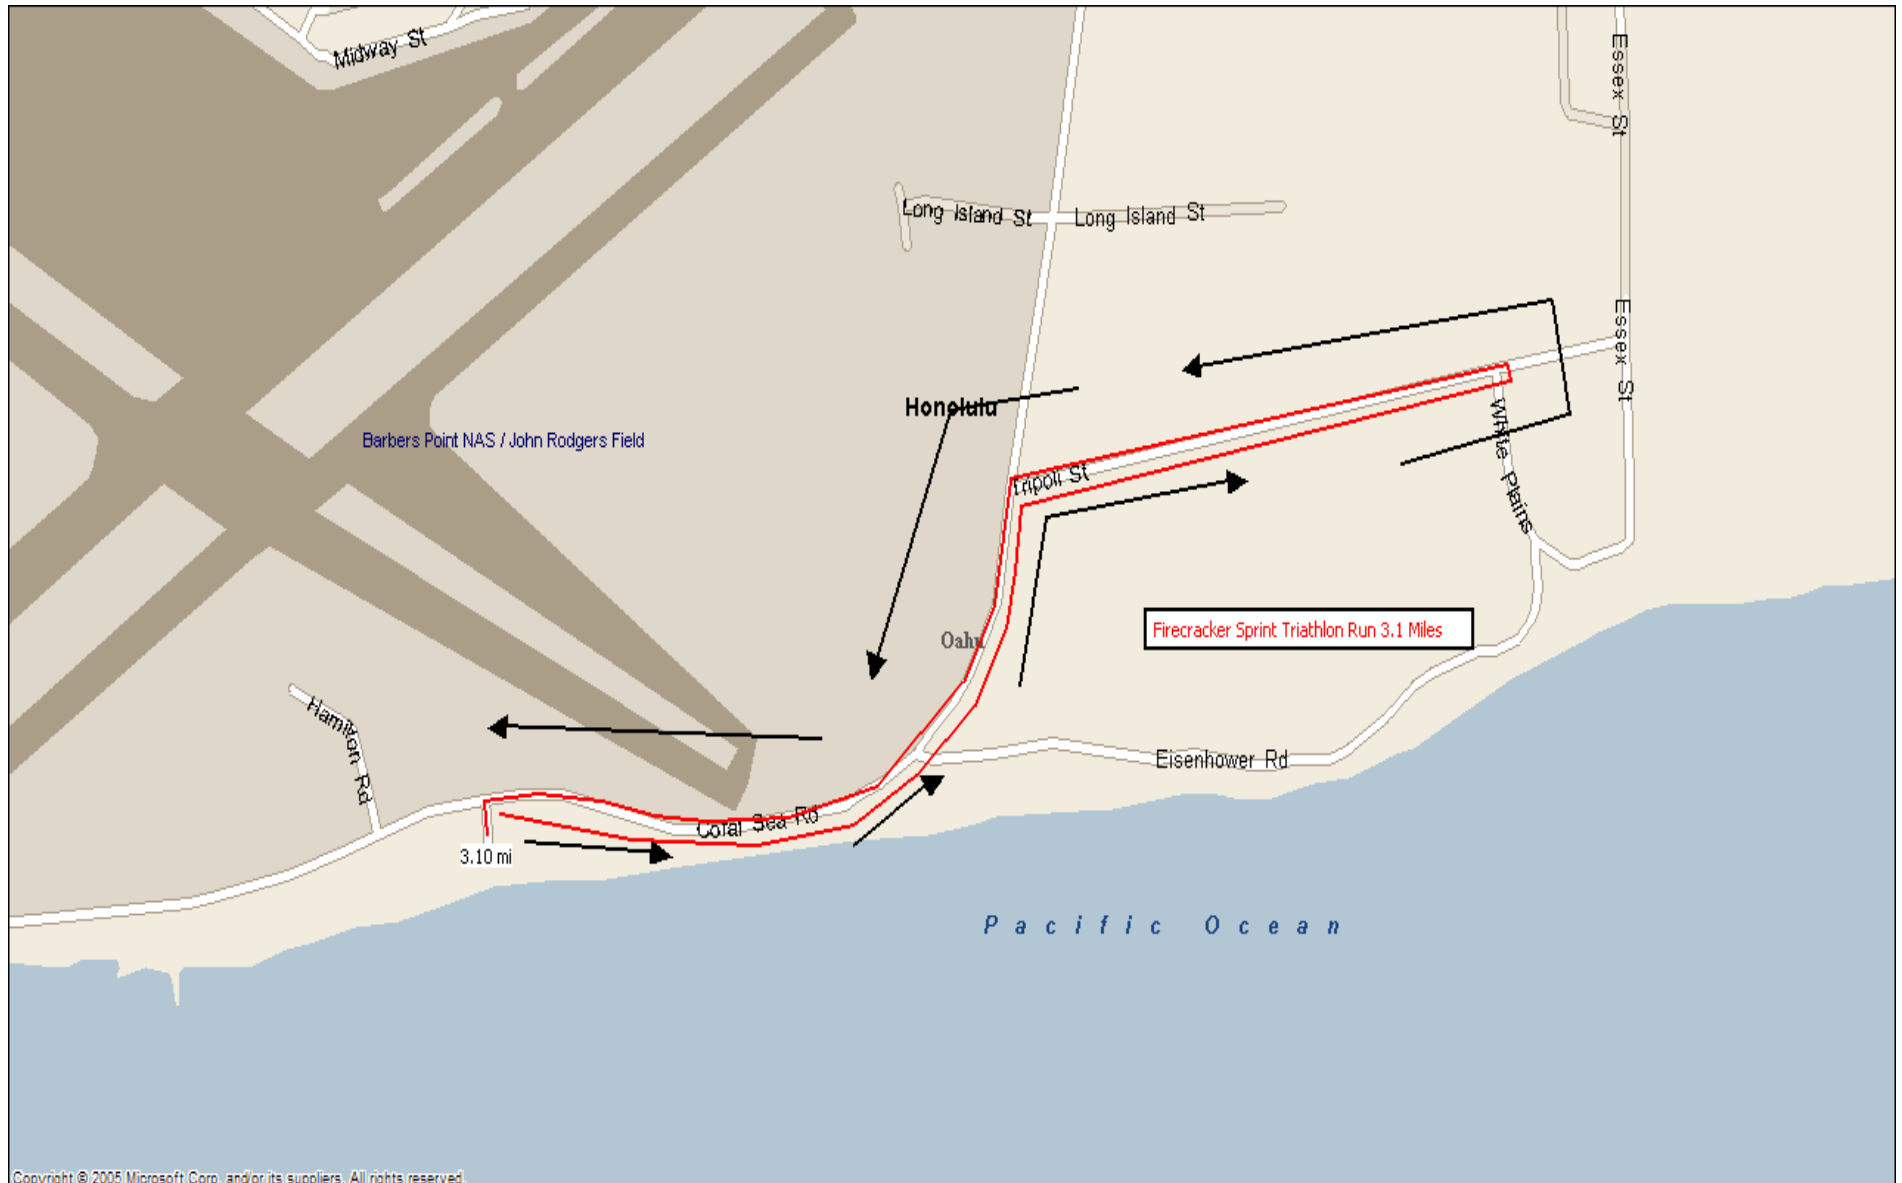 Midway St
Essex St
Long Island St
Long Island St
Essex St
Honolulu
Barbers Point NAS / John Rodgers Field
White Plains
Tripoli St
Firecracker Sprint Triathlon Run 3.1 Miles
Oahu
Hamilton Rd
Eisenhower Rd
Coral Sea Rd
3.10 mi
Pacific Ocean
Copyright © 2005 Microsoft Corp. and/or its suppliers. All rights reserved.